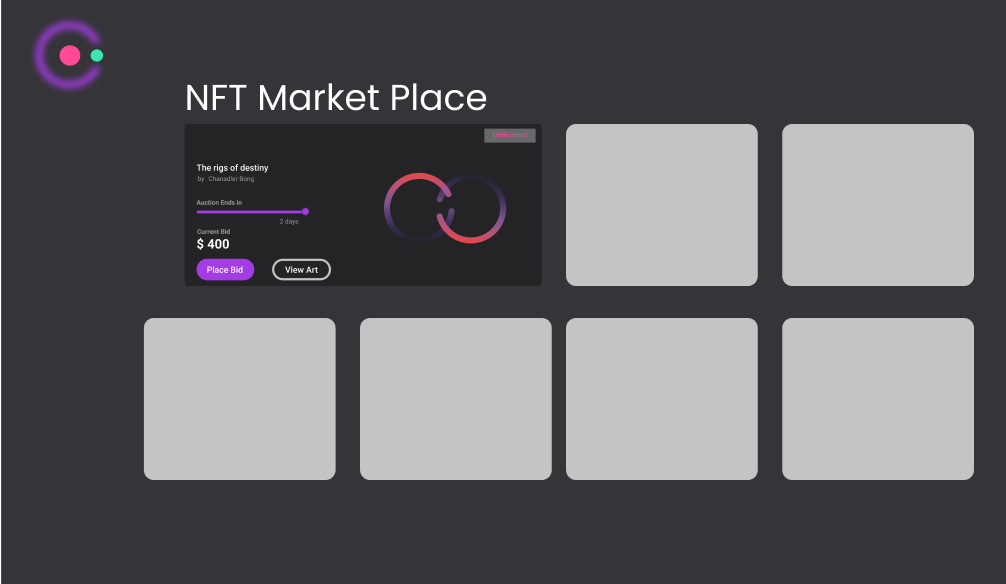 NFT Market Place
Unfinished
The rigs of destiny
by Chanadler Bong
Auction Ends in
2 days
Current Bid
$ 400
Place Bid
View Art